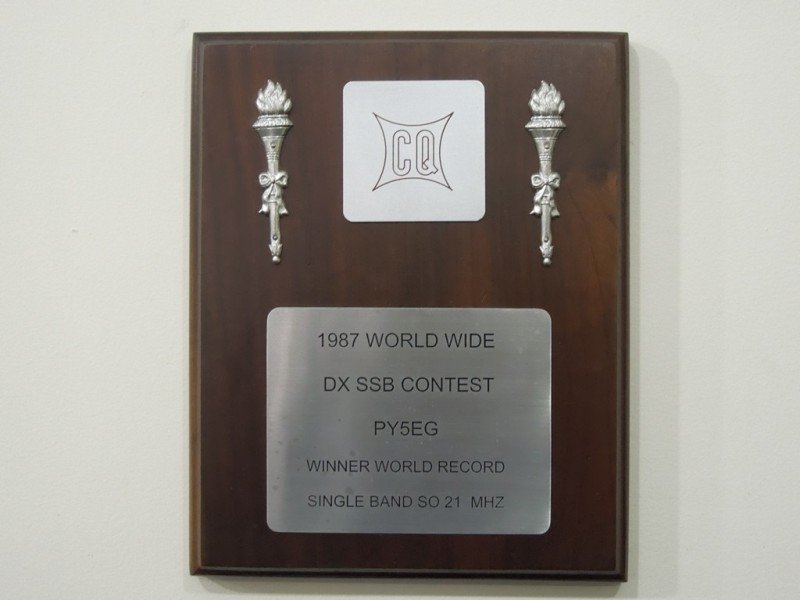 CQ
1987 WORLD WIDE
DX SSB CONTEST
PY5EG
WINNER WORLD RECORD
SINGLE BAND SO 21 MHZ